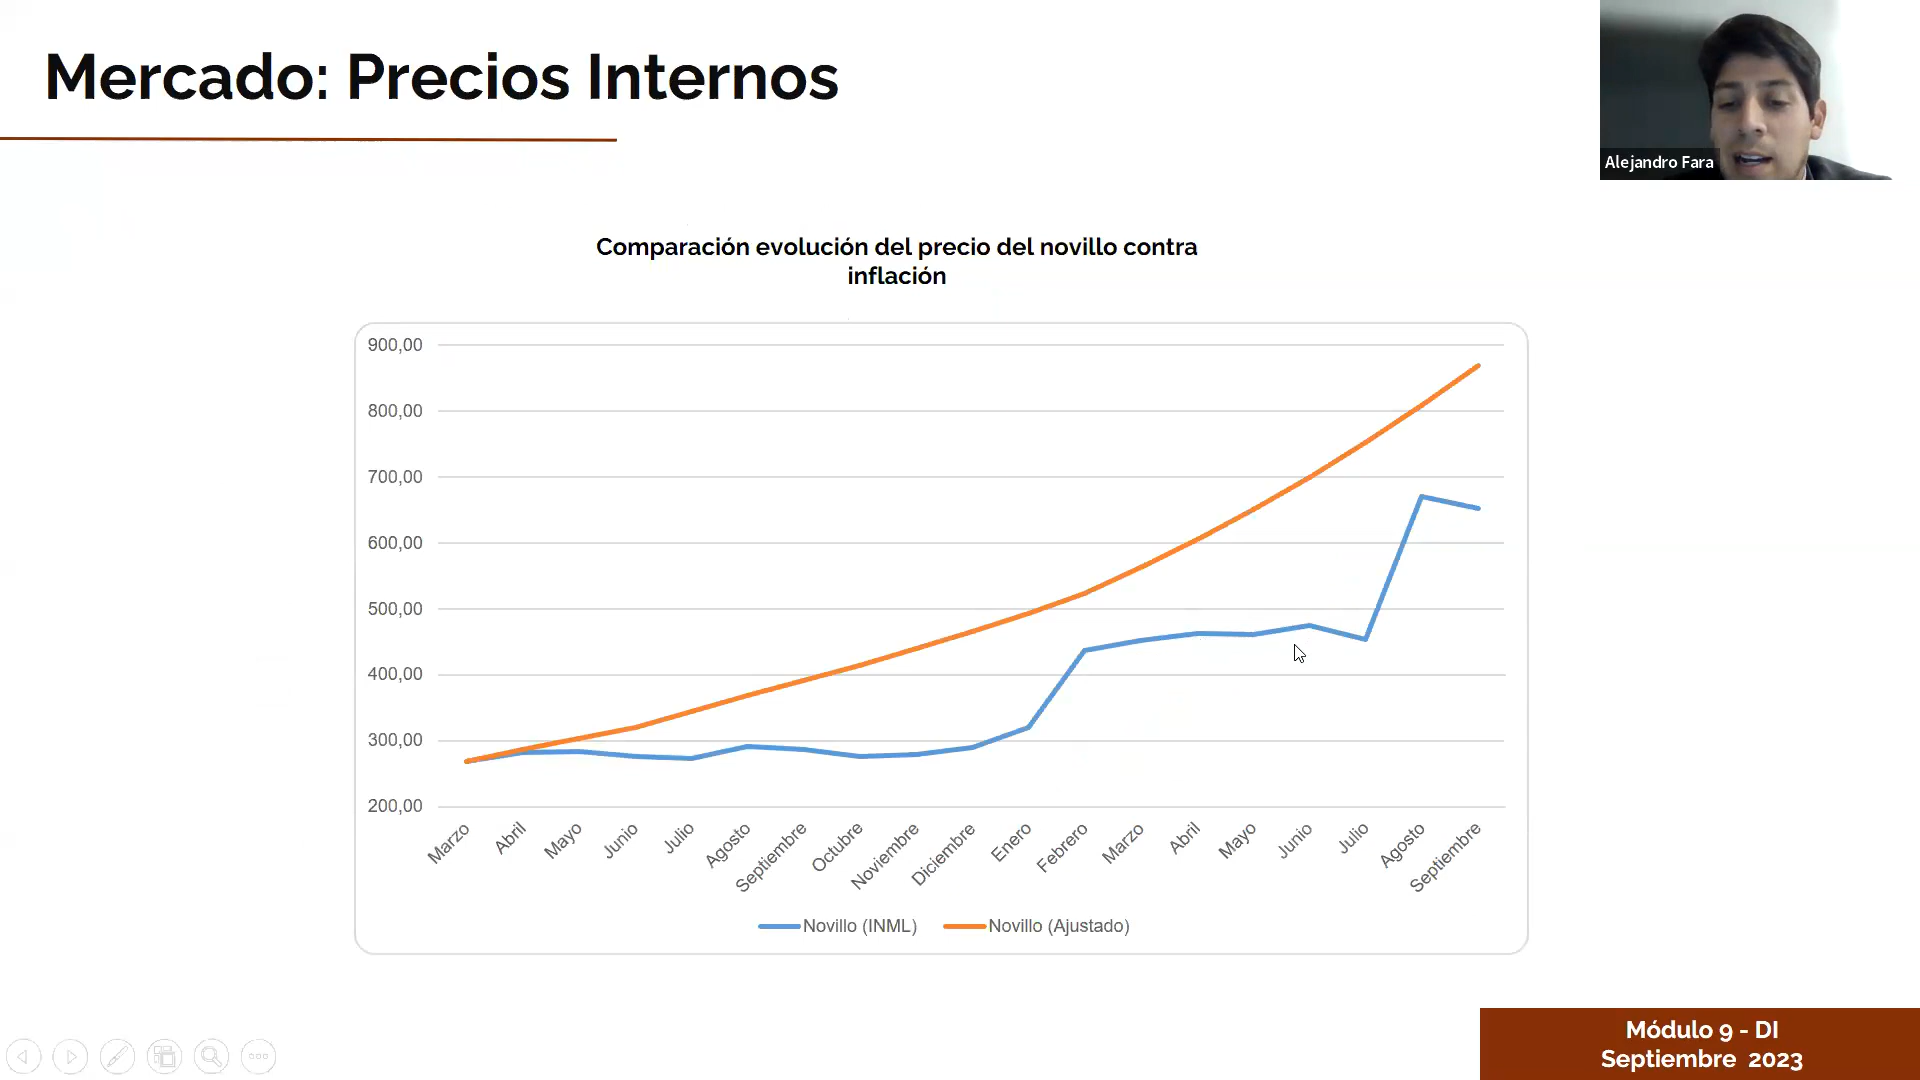 Mercado: Precios Internos
Alejandro Fara
Comparación evolución del precio del novillo contra
inflación
900,00
800,00
700,00
600,00
500,00
400,00
300,00
200,00
Marzo
Abril
Mayo
Junio
Julio
Agosto
Septiembre
Octubre
Noviembre
Diciembre
Enero
Febrero
Marzo
Abril
Mayo
Junio
Julio
Agosto
Septiembre
Novillo (INML)
Novillo (Ajustado)
Módulo 9 - DI
Septiembre 2023